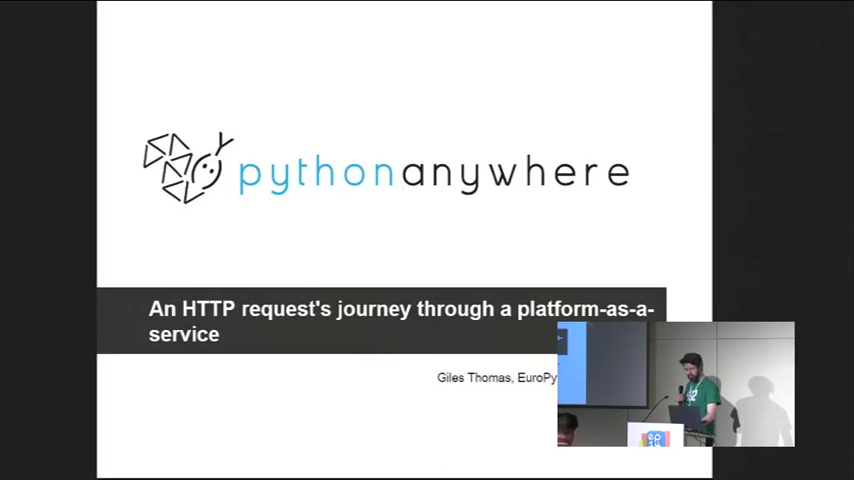 pythonanywhere
An HTTP request's journey through a platform-as-a-
service
Giles Thomas, EuroPy